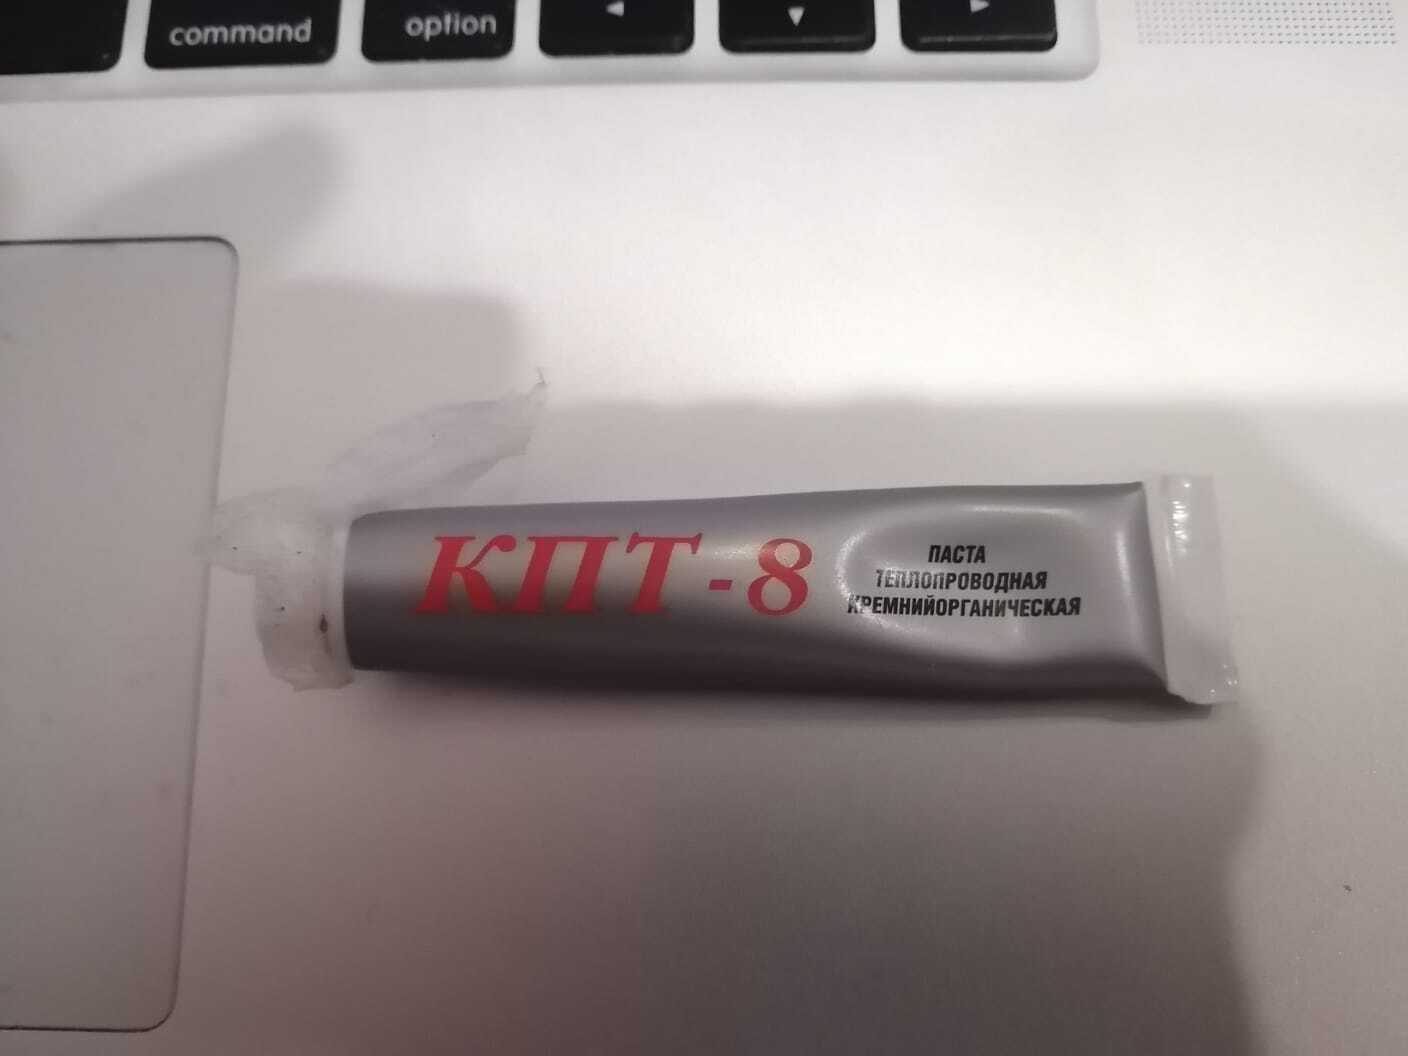 command
option
КПТ-8
ПАСТА
ТЕПЛОПРОВОДНАЯ
КРЕМНИЙОРГАНИЧЕСКАЯ